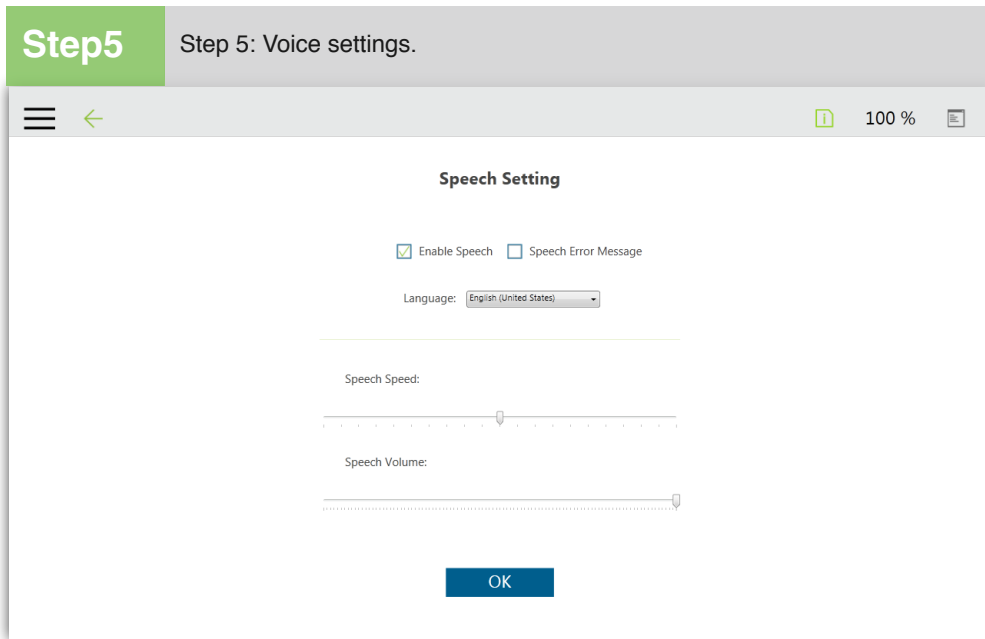 Step5
Step 5: Voice settings.
100 %
Speech Setting
Enable Speech Speech Error Message
Language: English (United States)
Speech Speed:
Speech Volume:
OK